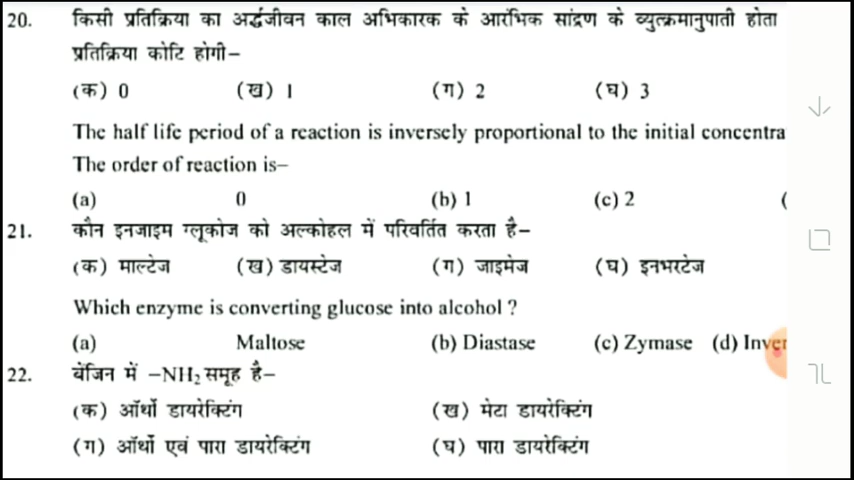 20. किसी प्रतिक्रिया का अर्द्धजीवन काल अभिकारक के आरंभिक सांद्रण के व्युत्क्रमानुपाती होता
प्रतिक्रिया कोटि होगी–
(क) 0 (ख) 1 (ग) 2 (घ) 3
The half life period of a reaction is inversely proportional to the initial concentra
The order of reaction is–
(a) 0 (b) 1 (c) 2 (
21. कौन इनजाइम ग्लूकोज को अल्कोहल में परिवर्तित करता है–
(क) माल्टेज (ख) डायस्टेज (ग) जाइमेज (घ) इनभरटेज
Which enzyme is converting glucose into alcohol ?
(a) Maltose (b) Diastase (c) Zymase (d) Inver
22. बेंजिन में –NH₂ समूह है–
(क) ऑर्थो डायरेक्टिंग (ख) मेटा डायरेक्टिंग
(ग) ऑर्थो एवं पारा डायरेक्टिंग (घ) पारा डायरेक्टिंग